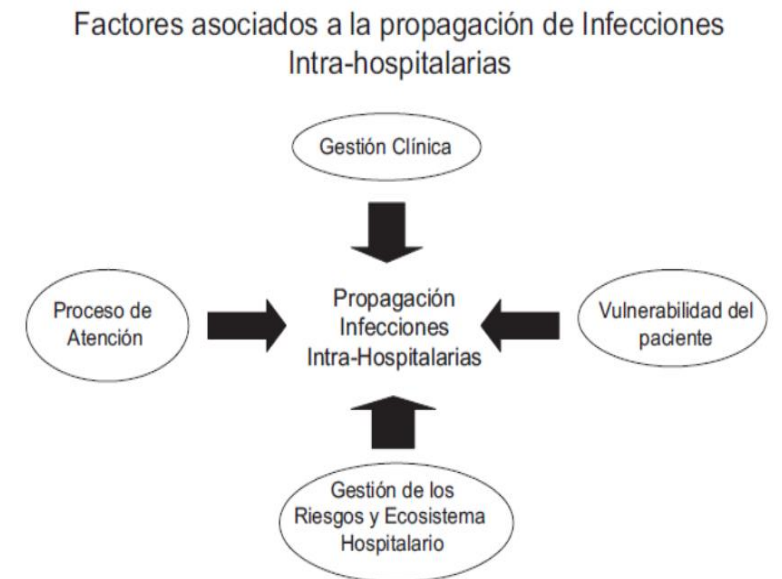 Factores asociados a la propagación de Infecciones
Intra-hospitalarias
Gestión Clínica
Proceso de
Atención
Propagación
Infecciones
Intra-Hospitalarias
Vulnerabilidad del
paciente
Gestión de los
Riesgos y Ecosistema
Hospitalario